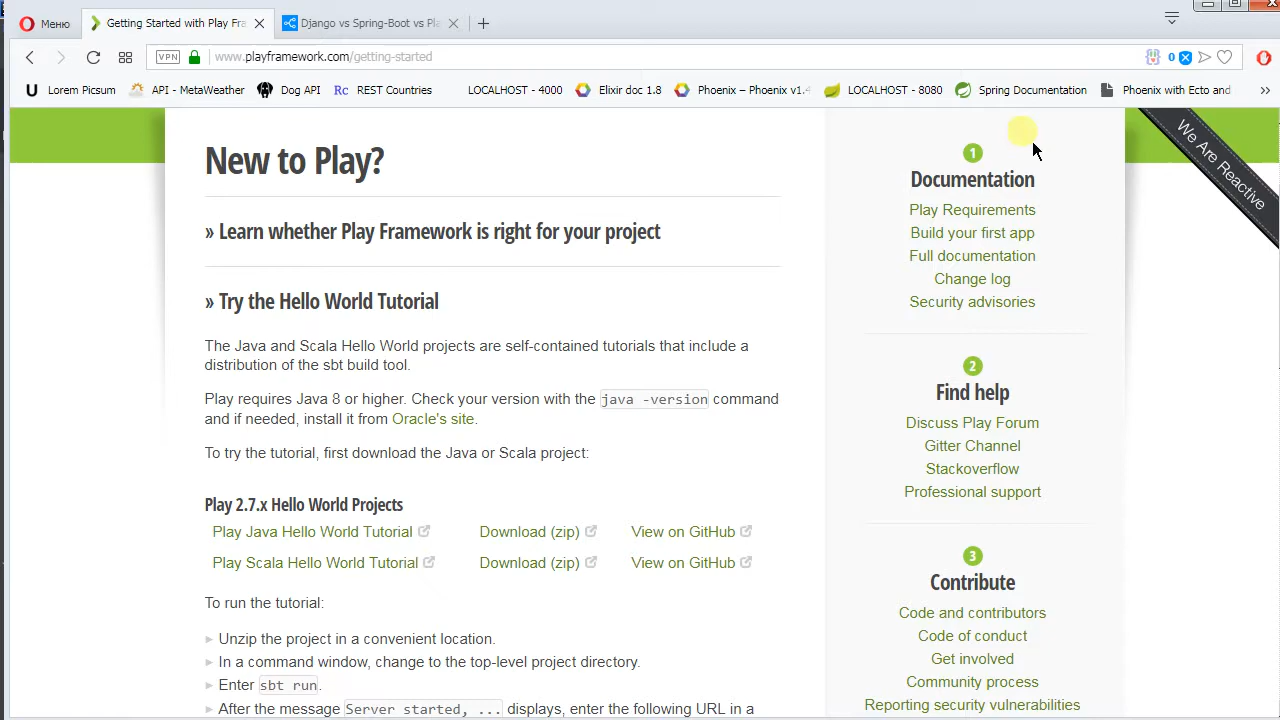 Меню
Getting Started with Play Fra
Django vs Spring-Boot vs Pla
VPN
www.playframework.com/getting-started
0
U Lorem Picsum
API - MetaWeather
Dog API
Rc REST Countries
LOCALHOST - 4000
Elixir doc 1.8
Phoenix – Phoenix v1.4
LOCALHOST - 8080
Spring Documentation
Phoenix with Ecto and
We Are Reactive
New to Play?
» Learn whether Play Framework is right for your project
» Try the Hello World Tutorial
The Java and Scala Hello World projects are self-contained tutorials that include a
distribution of the sbt build tool.
Play requires Java 8 or higher. Check your version with the java -version command
and if needed, install it from Oracle's site.
To try the tutorial, first download the Java or Scala project:
Play 2.7.x Hello World Projects
Play Java Hello World Tutorial Download (zip) View on GitHub
Play Scala Hello World Tutorial Download (zip) View on GitHub
To run the tutorial:
Unzip the project in a convenient location.
In a command window, change to the top-level project directory.
Enter sbt run.
After the message Server started, ... displays, enter the following URL in a
1
Documentation
Play Requirements
Build your first app
Full documentation
Change log
Security advisories
2
Find help
Discuss Play Forum
Gitter Channel
Stackoverflow
Professional support
3
Contribute
Code and contributors
Code of conduct
Get involved
Community process
Reporting security vulnerabilities